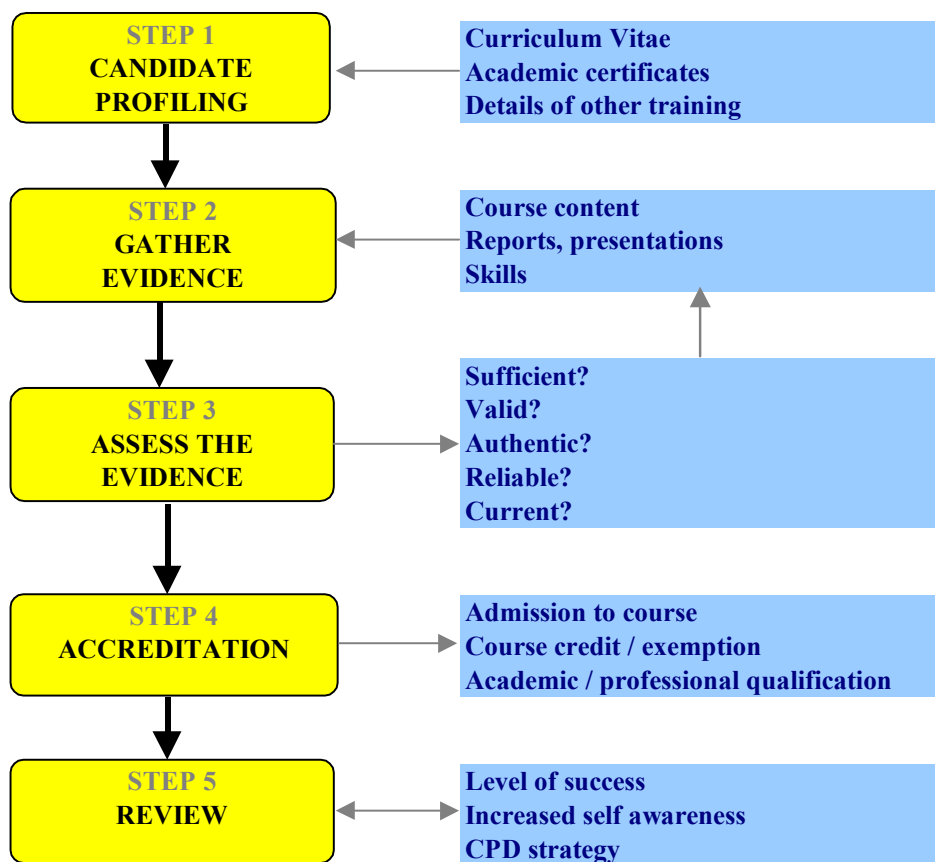 STEP 1
CANDIDATE
PROFILING
Curriculum Vitae
Academic certificates
Details of other training
STEP 2
GATHER
EVIDENCE
Course content
Reports, presentations
Skills
STEP 3
ASSESS THE
EVIDENCE
Sufficient?
Valid?
Authentic?
Reliable?
Current?
STEP 4
ACCREDITATION
Admission to course
Course credit / exemption
Academic / professional qualification
STEP 5
REVIEW
Level of success
Increased self awareness
CPD strategy